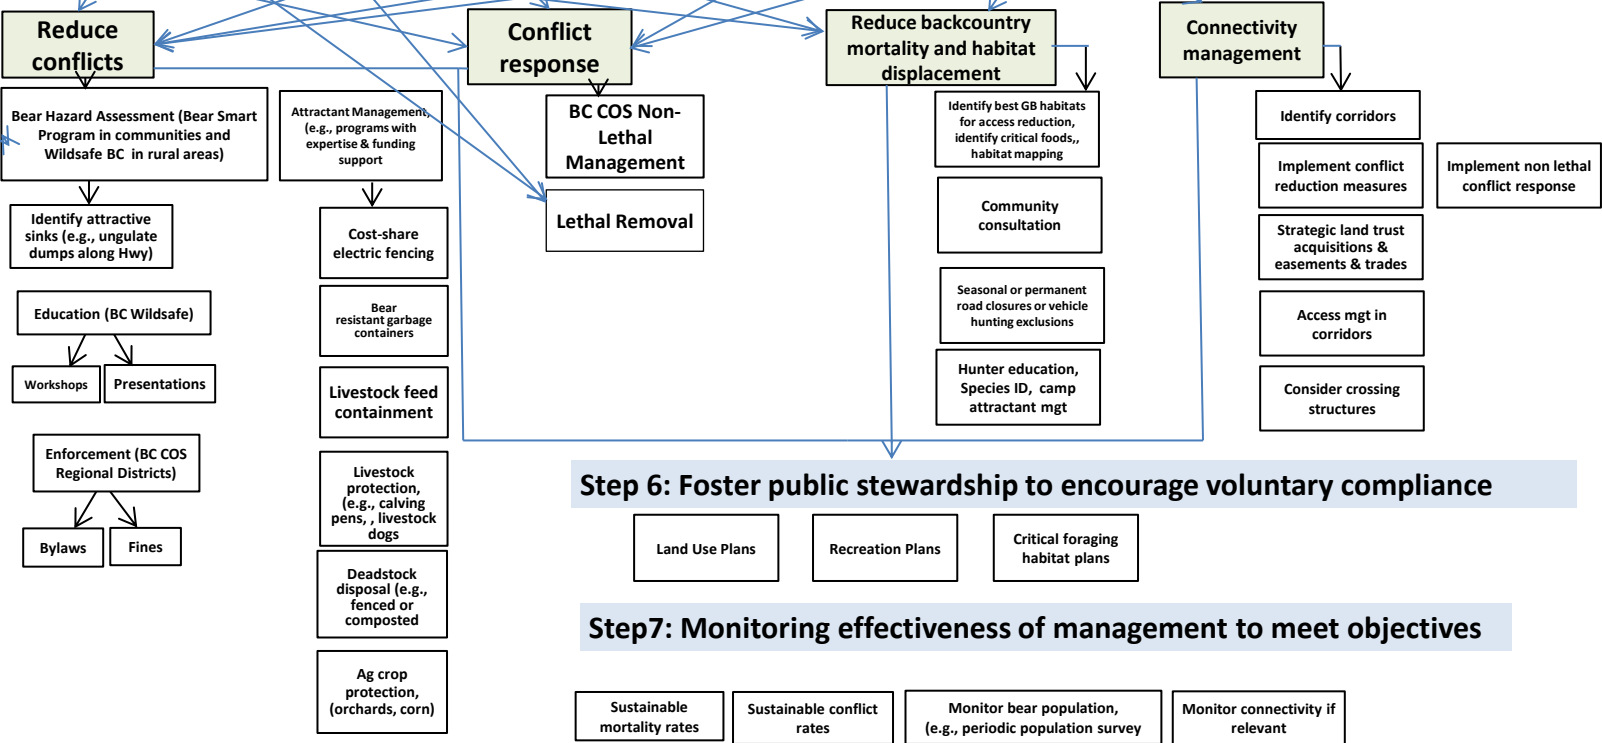 Reduce
conflicts
Conflict
response
Reduce backcountry
mortality and habitat
displacement
Connectivity
management
Bear Hazard Assessment (Bear Smart
Program in communities and
Wildsafe BC in rural areas)
Identify attractive
sinks (e.g., ungulate
dumps along Hwy)
Education (BC Wildsafe)
Workshops
Presentations
Enforcement (BC COS
Regional Districts)
Bylaws
Fines
Attractant Management,
(e.g., programs with
expertise & funding
support
Cost-share
electric fencing
Bear
resistant garbage
containers
Livestock feed
containment
Livestock
protection,
(e.g., calving
pens, , livestock
dogs
Deadstock
disposal (e.g.,
fenced or
composted
Ag crop
protection,
(orchards, corn)
BC COS Non-
Lethal
Management
Lethal Removal
Identify best GB habitats
for access reduction,
identify critical foods,,
habitat mapping
Community
consultation
Seasonal or permanent
road closures or vehicle
hunting exclusions
Hunter education,
Species ID, camp
attractant mgt
Identify corridors
Implement conflict
reduction measures
Implement non lethal
conflict response
Strategic land trust
acquisitions &
easements & trades
Access mgt in
corridors
Consider crossing
structures
Step 6: Foster public stewardship to encourage voluntary compliance
Land Use Plans
Recreation Plans
Critical foraging
habitat plans
Step7: Monitoring effectiveness of management to meet objectives
Sustainable
mortality rates
Sustainable conflict
rates
Monitor bear population,
(e.g., periodic population survey
Monitor connectivity if
relevant